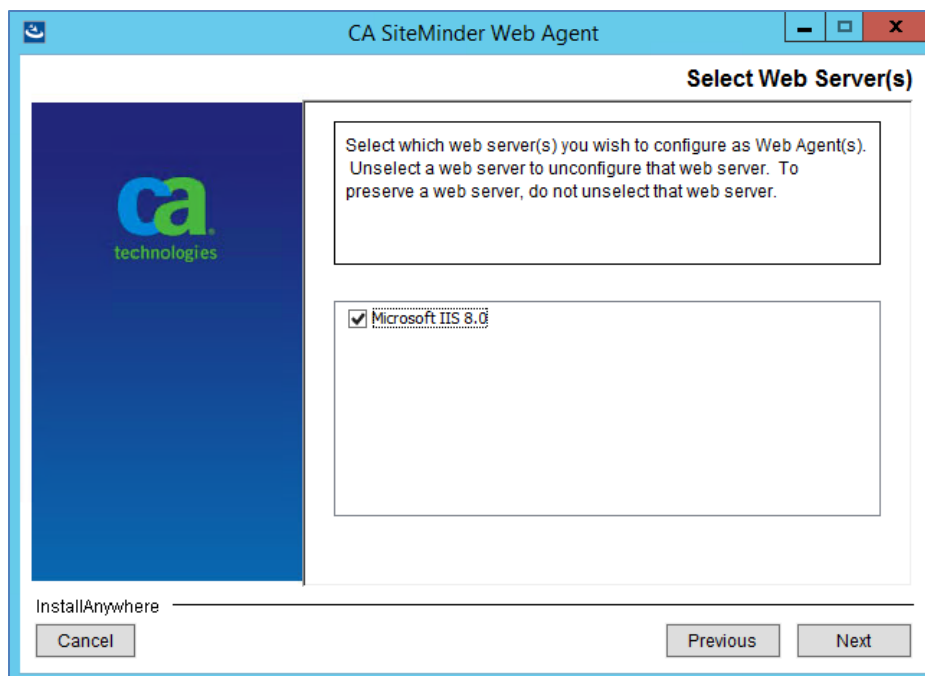 CA SiteMinder Web Agent
Select Web Server(s)
ca
technologies
Select which web server(s) you wish to configure as Web Agent(s).
Unselect a web server to unconfigure that web server. To
preserve a web server, do not unselect that web server.
Microsoft IIS 8.0
InstallAnywhere
Cancel
Previous
Next